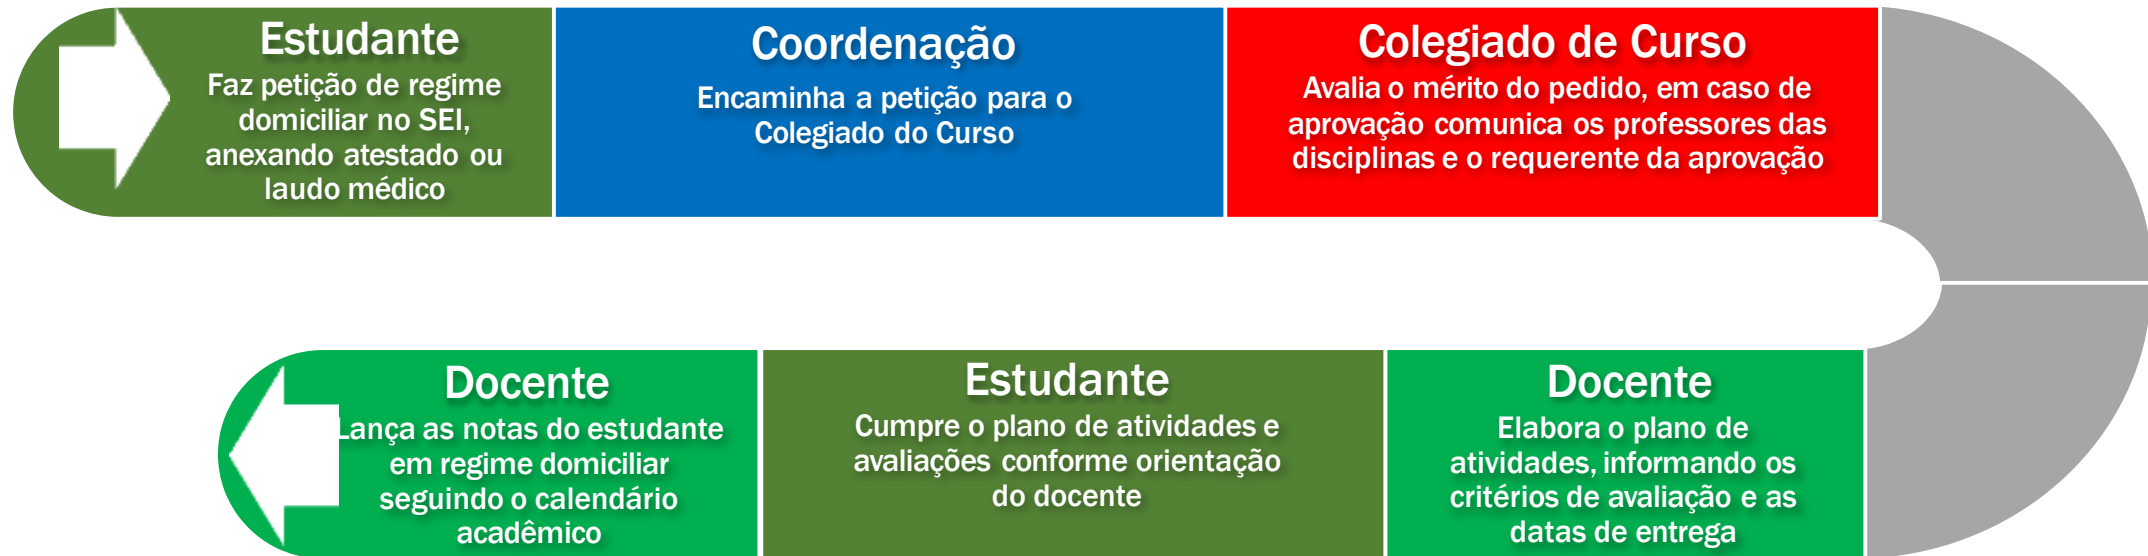 Estudante
Faz petição de regime
domiciliar no SEI,
anexando atestado ou
laudo médico
Coordenação
Encaminha a petição para o
Colegiado do Curso
Colegiado de Curso
Avalia o mérito do pedido, em caso de
aprovação comunica os professores das
disciplinas e o requerente da aprovação
Docente
Elabora o plano de
atividades, informando os
critérios de avaliação e as
datas de entrega
Estudante
Cumpre o plano de atividades e
avaliações conforme orientação
do docente
Docente
Lança as notas do estudante
em regime domiciliar
seguindo o calendário
acadêmico